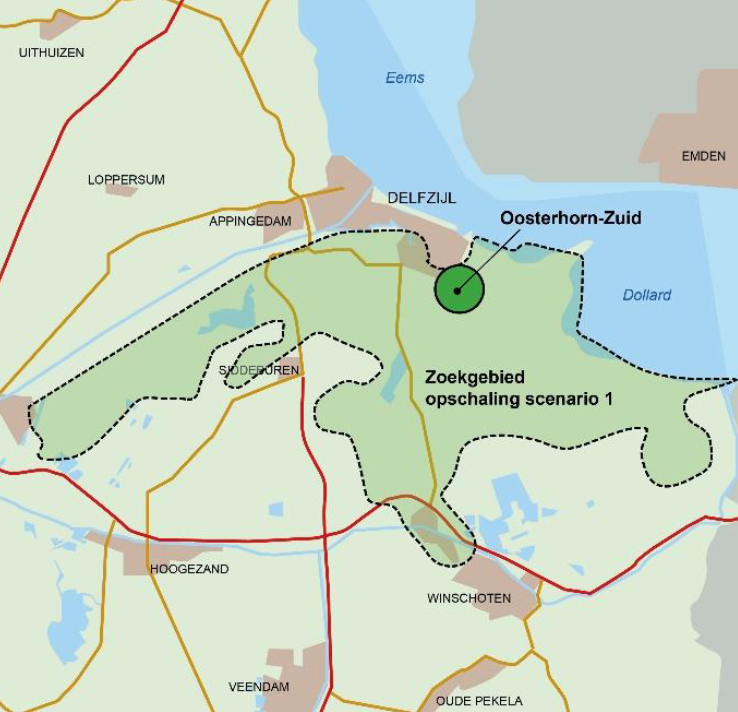 UITHUIZEN
Eems
EMDEN
LOPPERSUM
DELFZIJL
APPINGEDAM
Oosterhorn-Zuid
Dollard
SIDDEBUREN
Zoekgebied
opschaling scenario 1
HOOGEZAND
WINSCHOTEN
VEENDAM
OUDE PEKELA